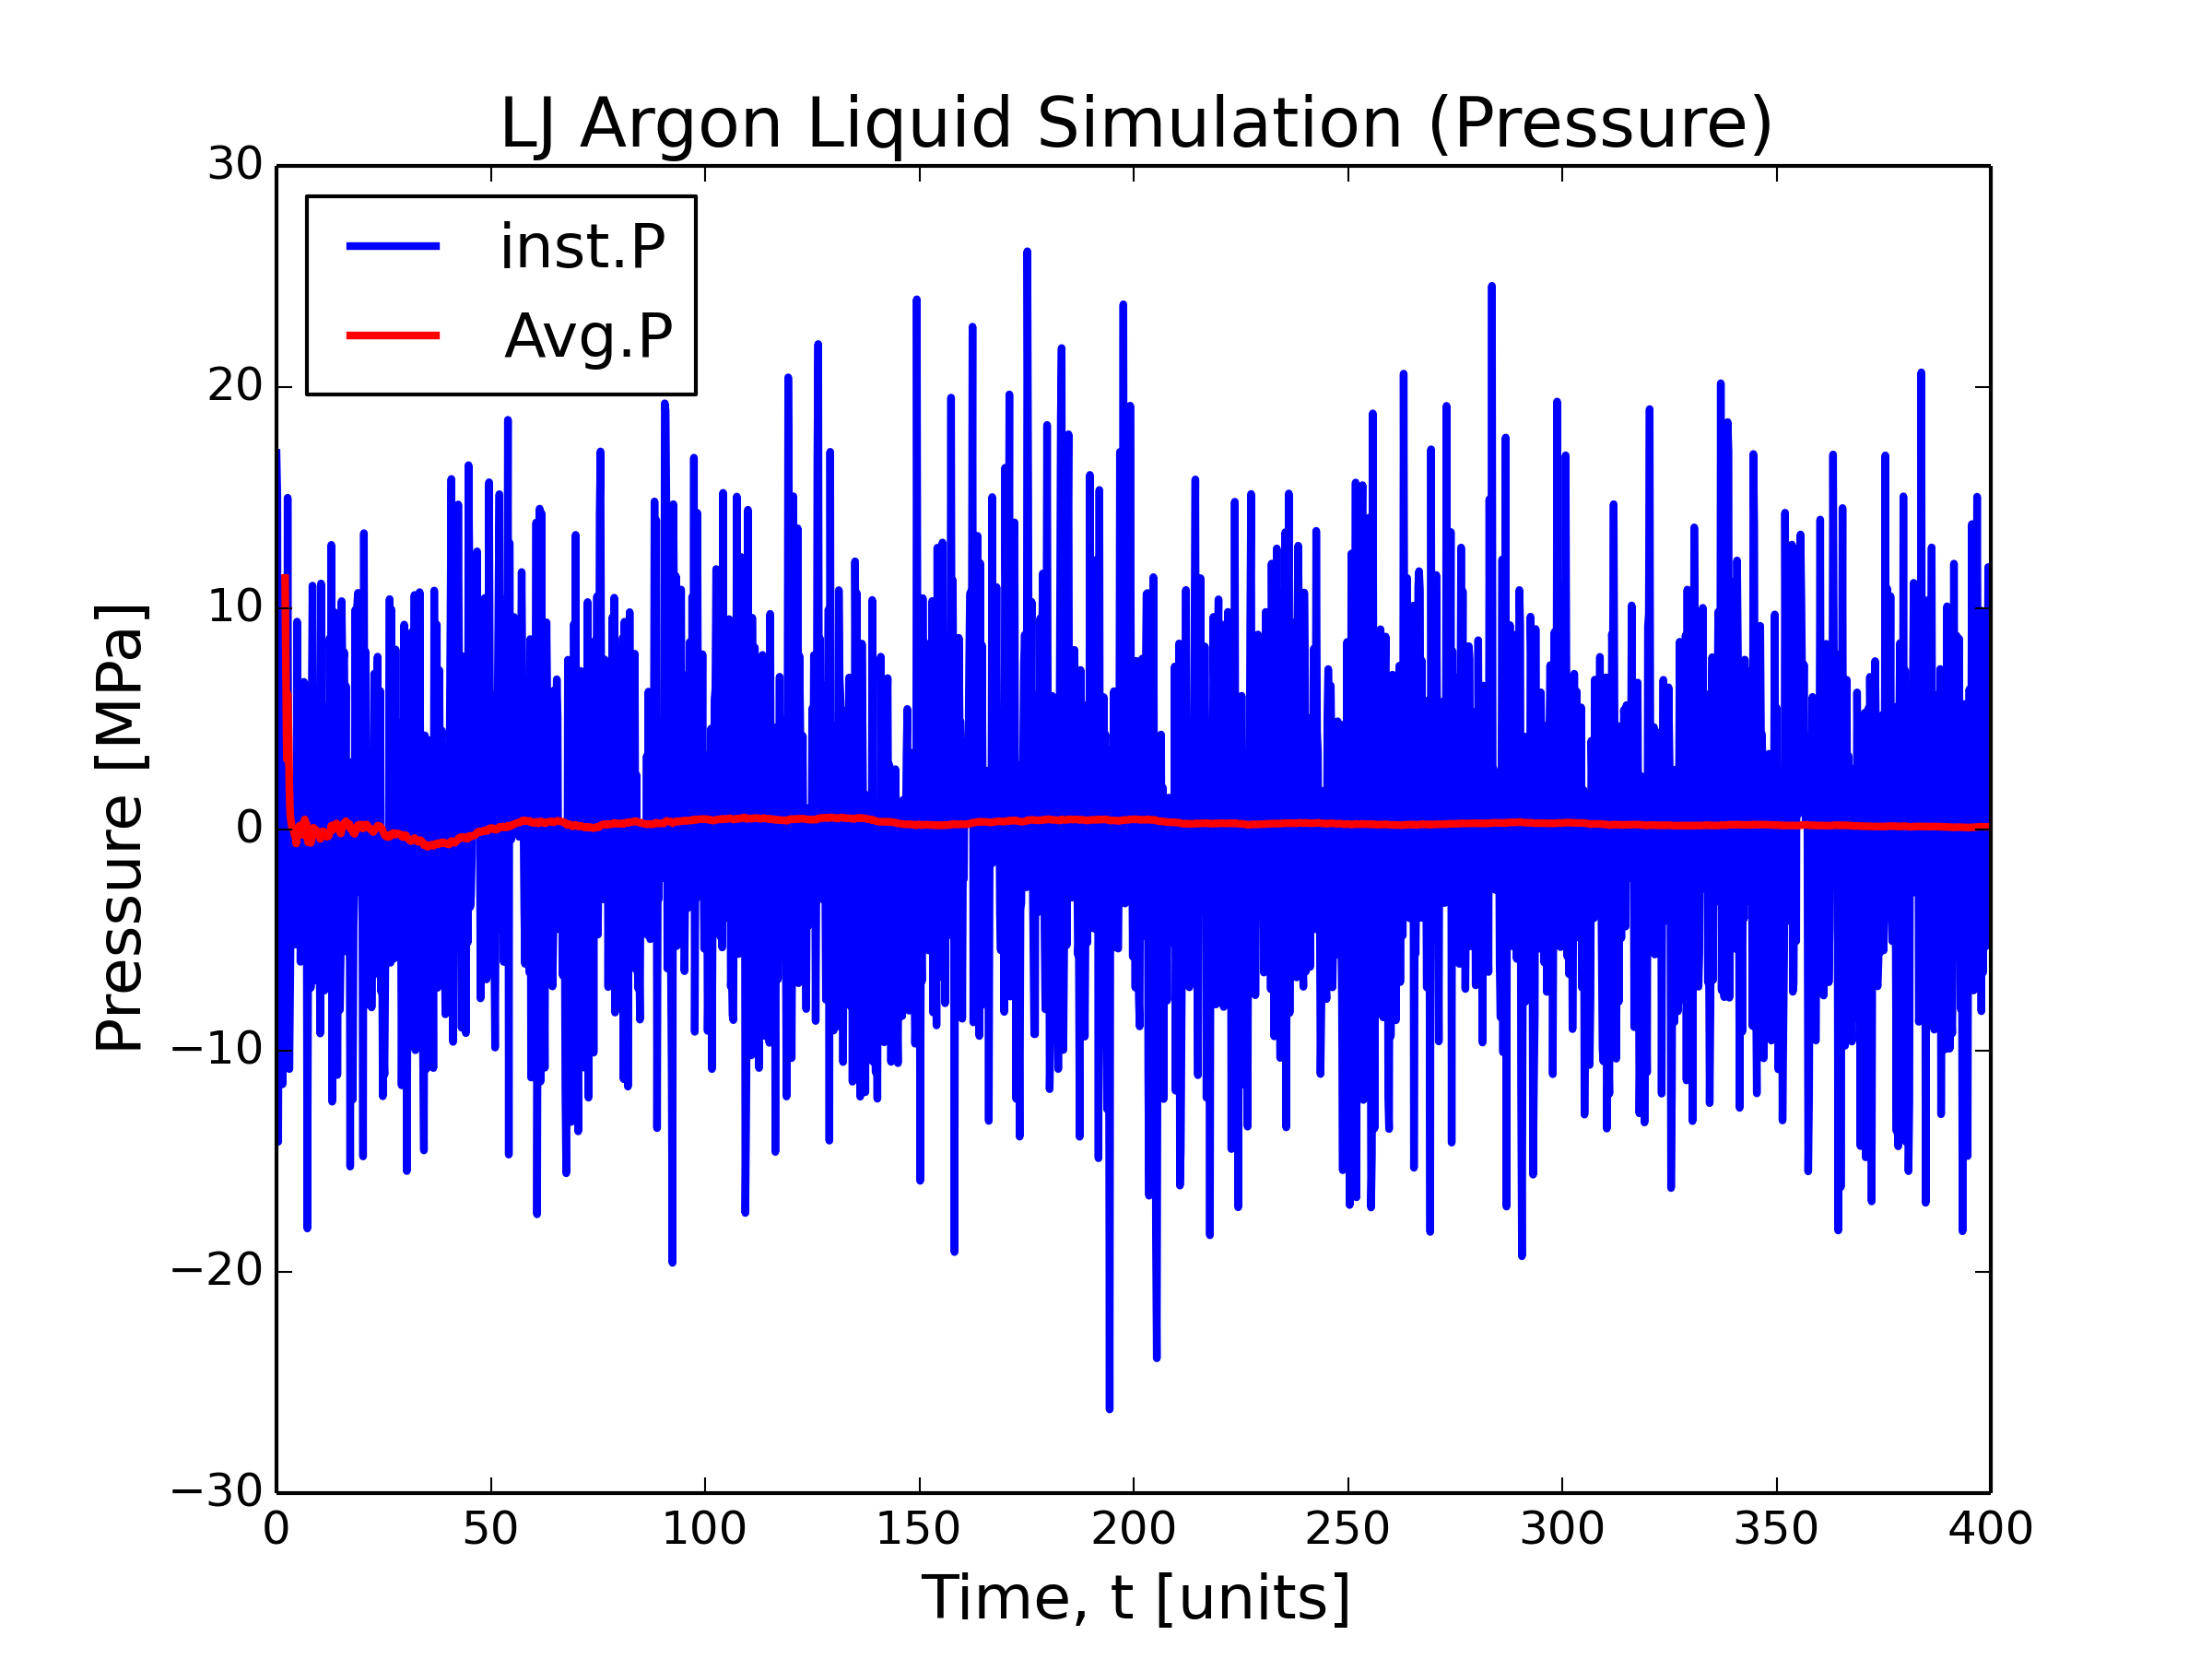 LJ Argon Liquid Simulation (Pressure)
30
20
10
0
−10
−20
−30
Pressure [MPa]
inst.P
Avg.P
0 50 100 150 200 250 300 350 400
Time, t [units]